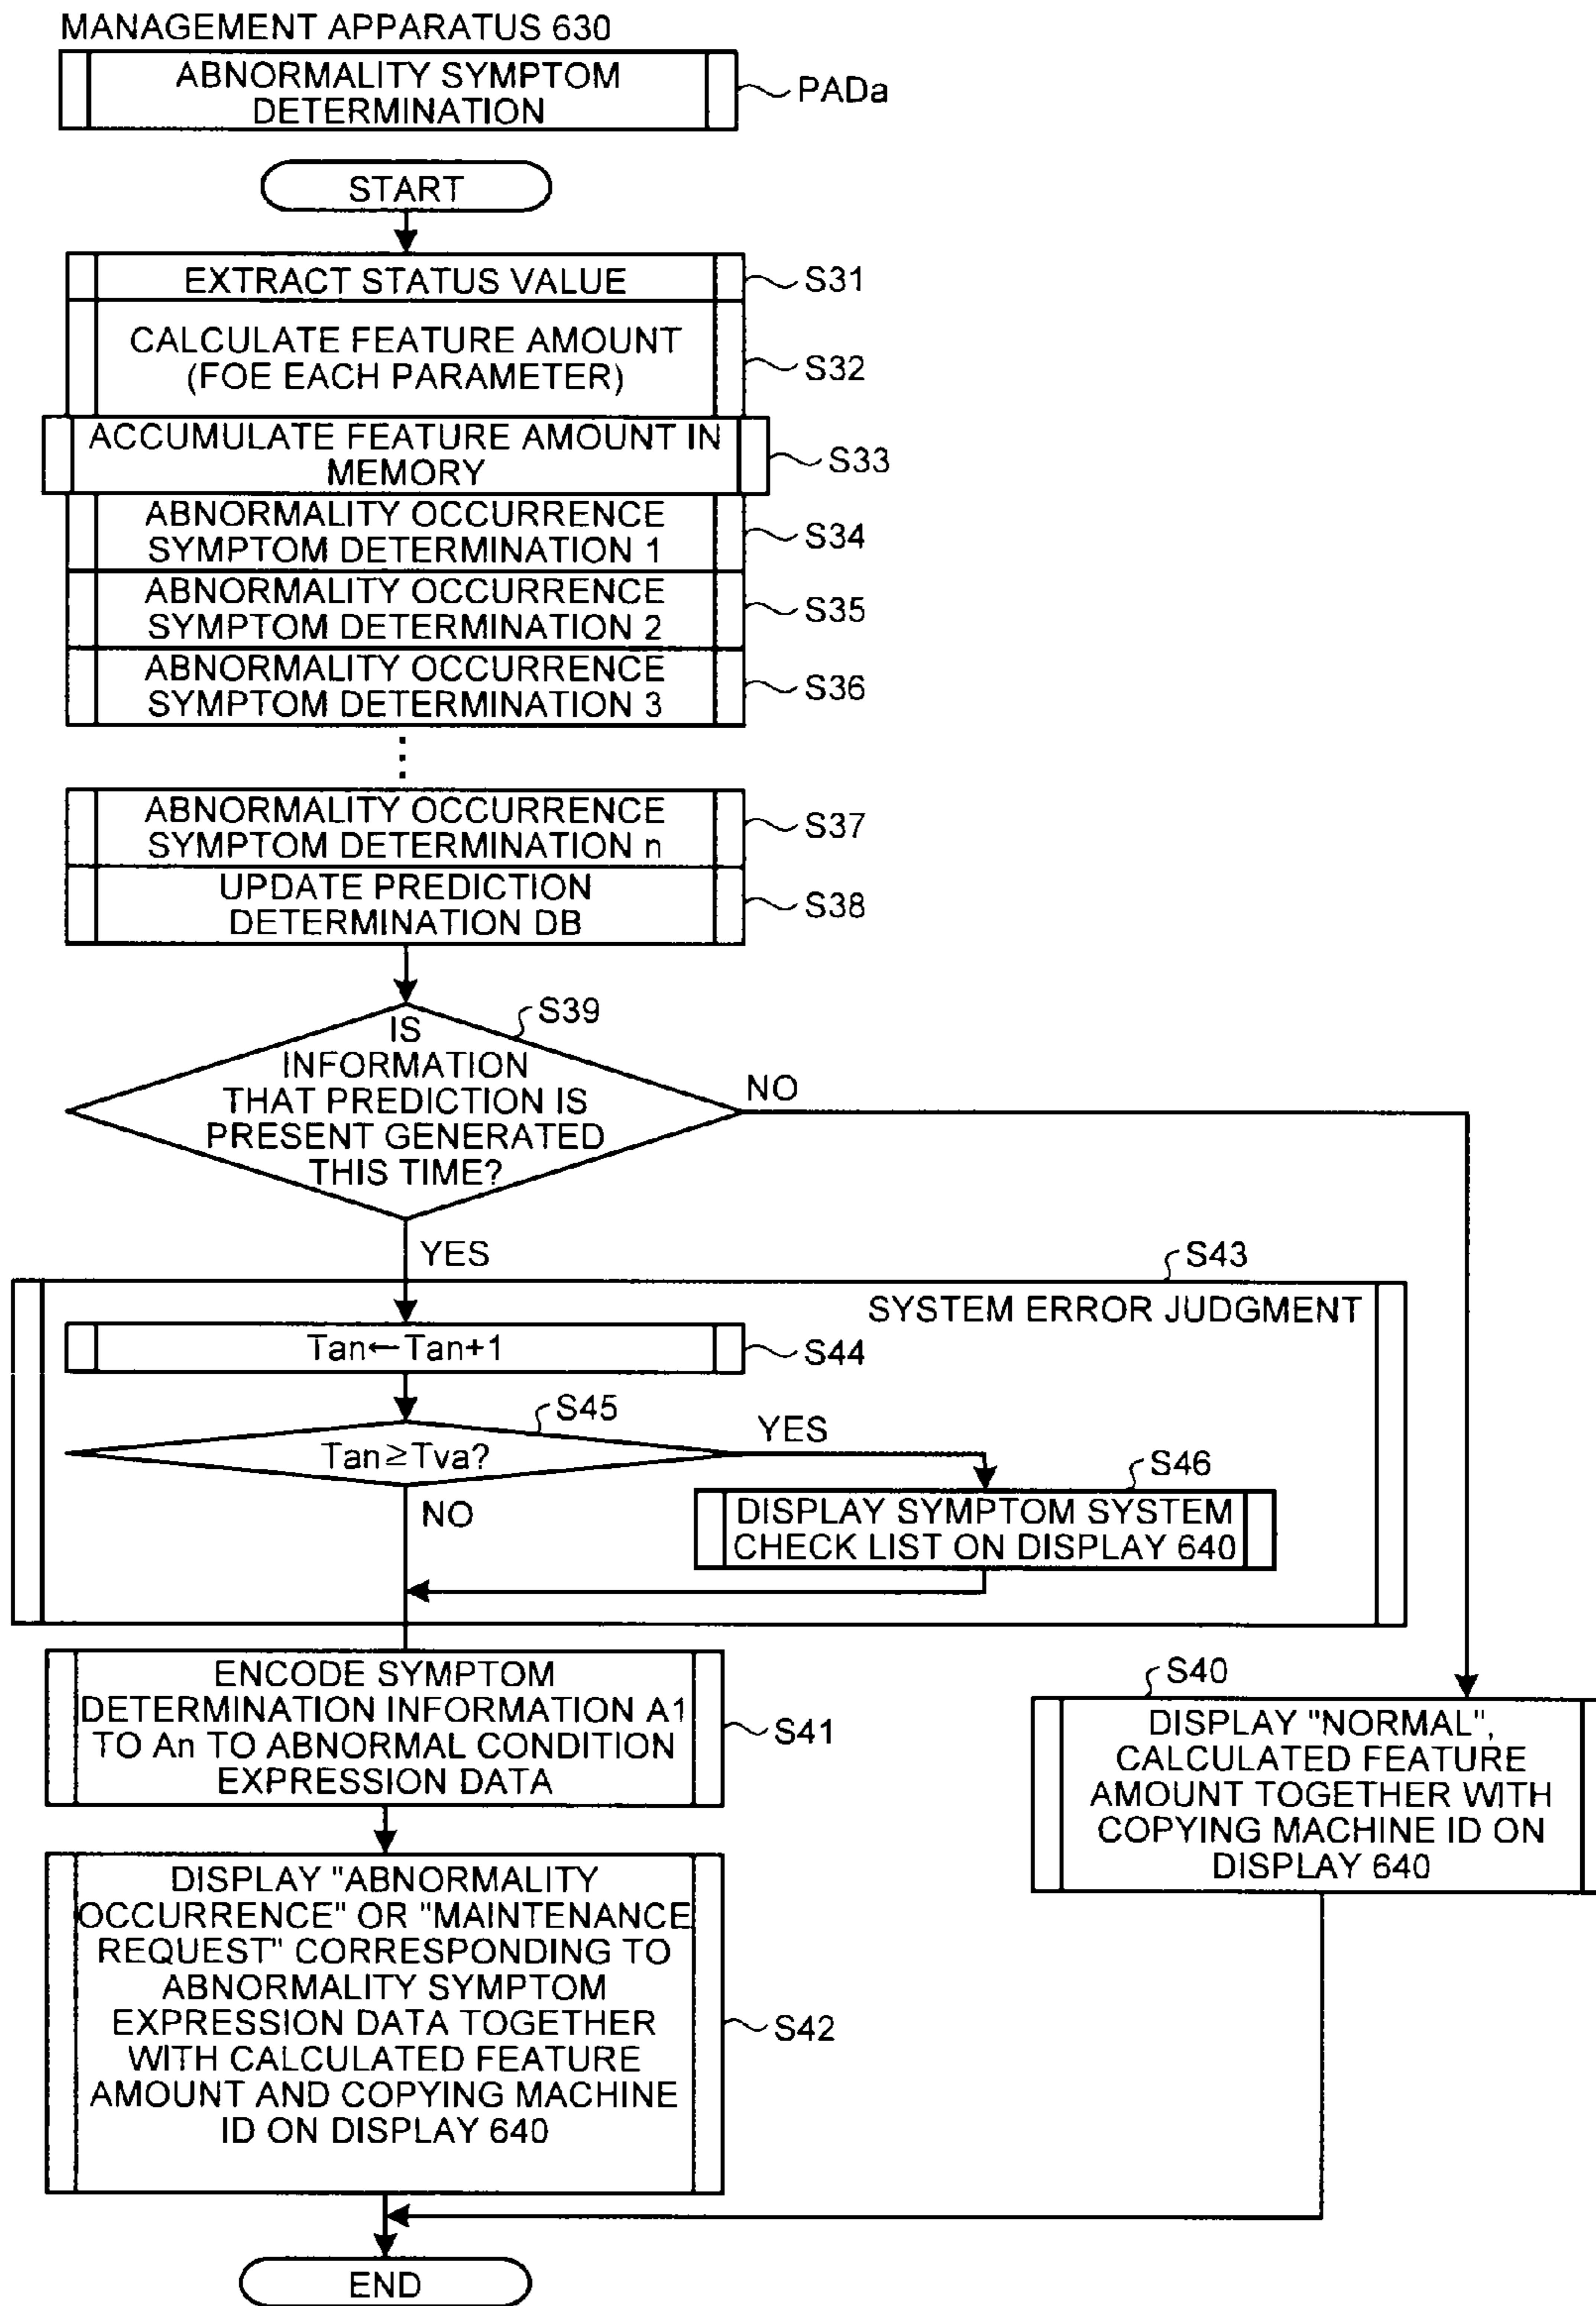 MANAGEMENT APPARATUS 630
ABNORMALITY SYMPTOM
DETERMINATION
PADa
START
EXTRACT STATUS VALUE
S31
CALCULATE FEATURE AMOUNT
(FOE EACH PARAMETER)
S32
ACCUMULATE FEATURE AMOUNT IN
MEMORY
S33
ABNORMALITY OCCURRENCE
SYMPTOM DETERMINATION 1
S34
ABNORMALITY OCCURRENCE
SYMPTOM DETERMINATION 2
S35
ABNORMALITY OCCURRENCE
SYMPTOM DETERMINATION 3
S36
ABNORMALITY OCCURRENCE
SYMPTOM DETERMINATION n
S37
UPDATE PREDICTION
DETERMINATION DB
S38
S39
IS
INFORMATION
THAT PREDICTION IS
PRESENT GENERATED
THIS TIME?
NO
YES
S43
SYSTEM ERROR JUDGMENT
Tan←Tan+1
S44
S45
Tan≥Tva?
YES
NO
S46
DISPLAY SYMPTOM SYSTEM
CHECK LIST ON DISPLAY 640
ENCODE SYMPTOM
DETERMINATION INFORMATION A1
TO An TO ABNORMAL CONDITION
EXPRESSION DATA
S41
S40
DISPLAY "NORMAL",
CALCULATED FEATURE
AMOUNT TOGETHER WITH
COPYING MACHINE ID ON
DISPLAY 640
DISPLAY "ABNORMALITY
OCCURRENCE" OR "MAINTENANCE
REQUEST" CORRESPONDING TO
ABNORMALITY SYMPTOM
EXPRESSION DATA TOGETHER
WITH CALCULATED FEATURE
AMOUNT AND COPYING MACHINE
ID ON DISPLAY 640
S42
END